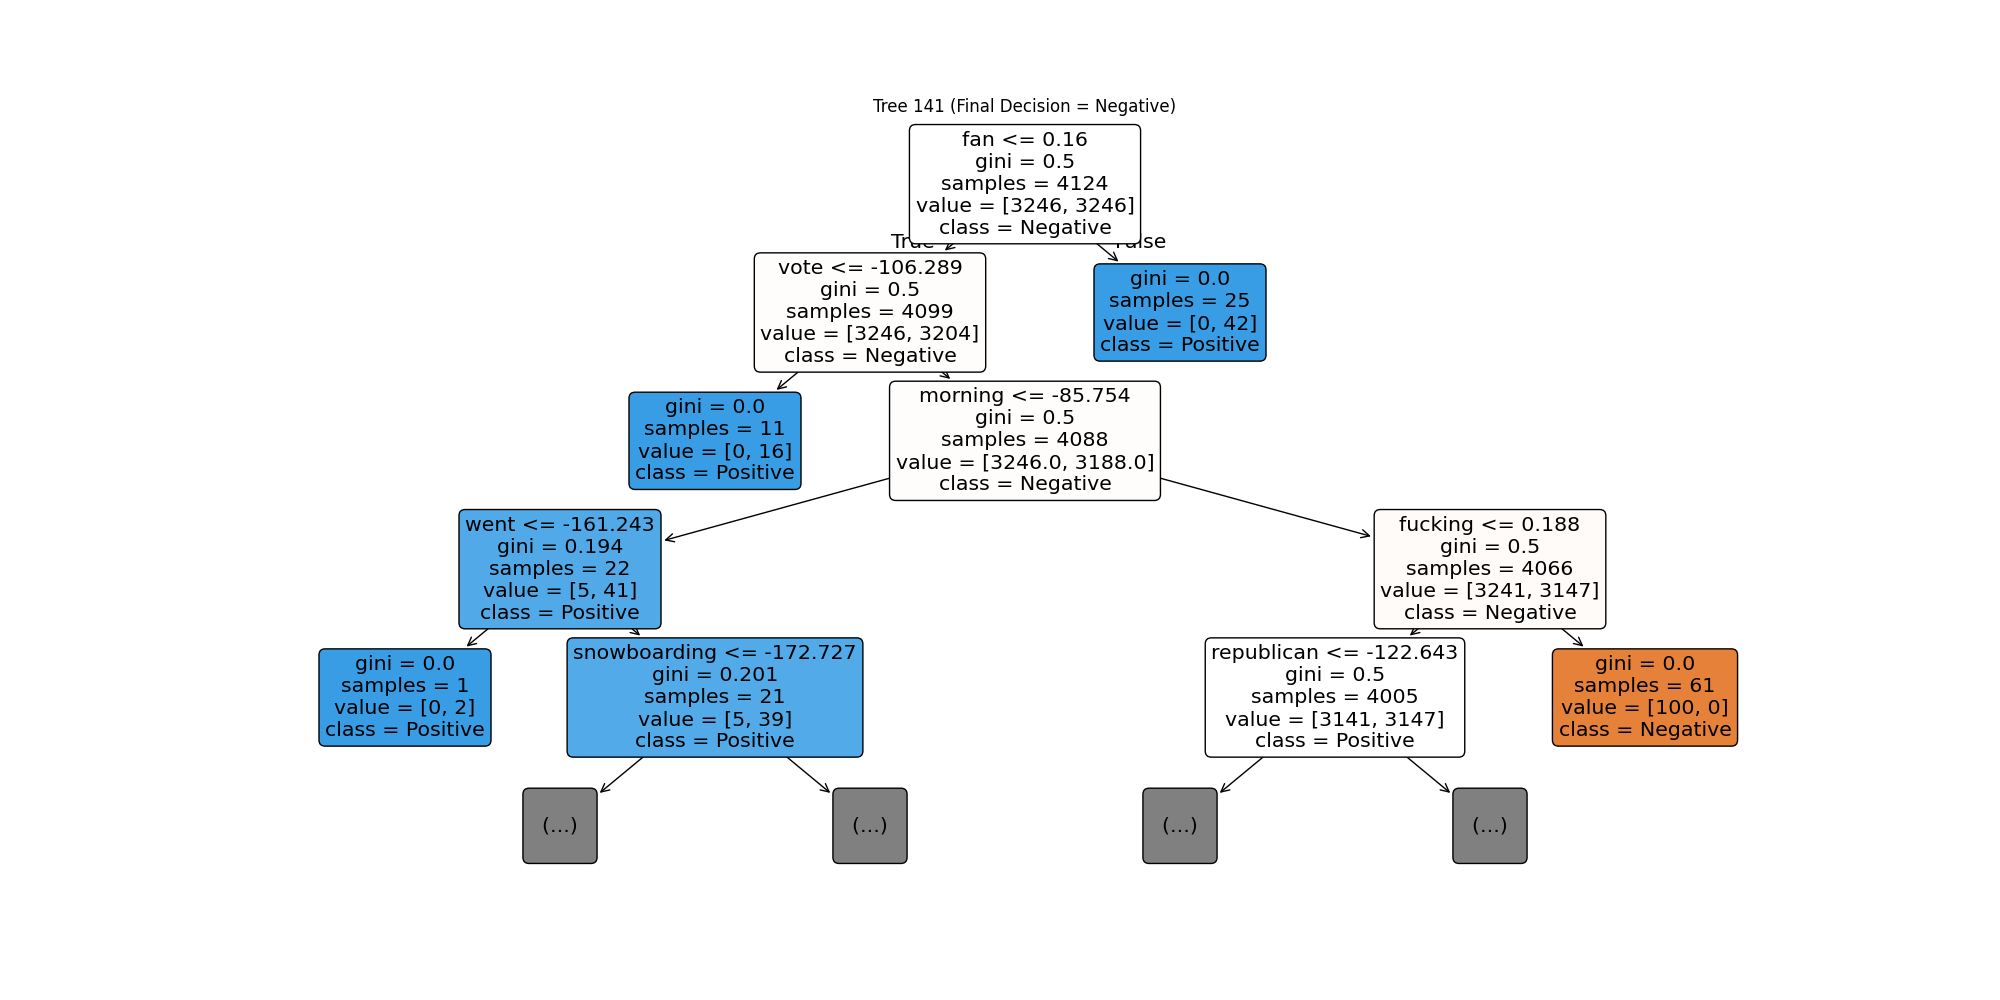 Tree 141 (Final Decision = Negative)
fan <= 0.16
gini = 0.5
samples = 4124
value = [3246, 3246]
class = Negative
True
False
vote <= -106.289
gini = 0.5
samples = 4099
value = [3246, 3204]
class = Negative
gini = 0.0
samples = 25
value = [0, 42]
class = Positive
gini = 0.0
samples = 11
value = [0, 16]
class = Positive
morning <= -85.754
gini = 0.5
samples = 4088
value = [3246.0, 3188.0]
class = Negative
went <= -161.243
gini = 0.194
samples = 22
value = [5, 41]
class = Positive
fucking <= 0.188
gini = 0.5
samples = 4066
value = [3241, 3147]
class = Negative
gini = 0.0
samples = 1
value = [0, 2]
class = Positive
snowboarding <= -172.727
gini = 0.201
samples = 21
value = [5, 39]
class = Positive
republican <= -122.643
gini = 0.5
samples = 4005
value = [3141, 3147]
class = Positive
gini = 0.0
samples = 61
value = [100, 0]
class = Negative
(...)
(...)
(...)
(...)